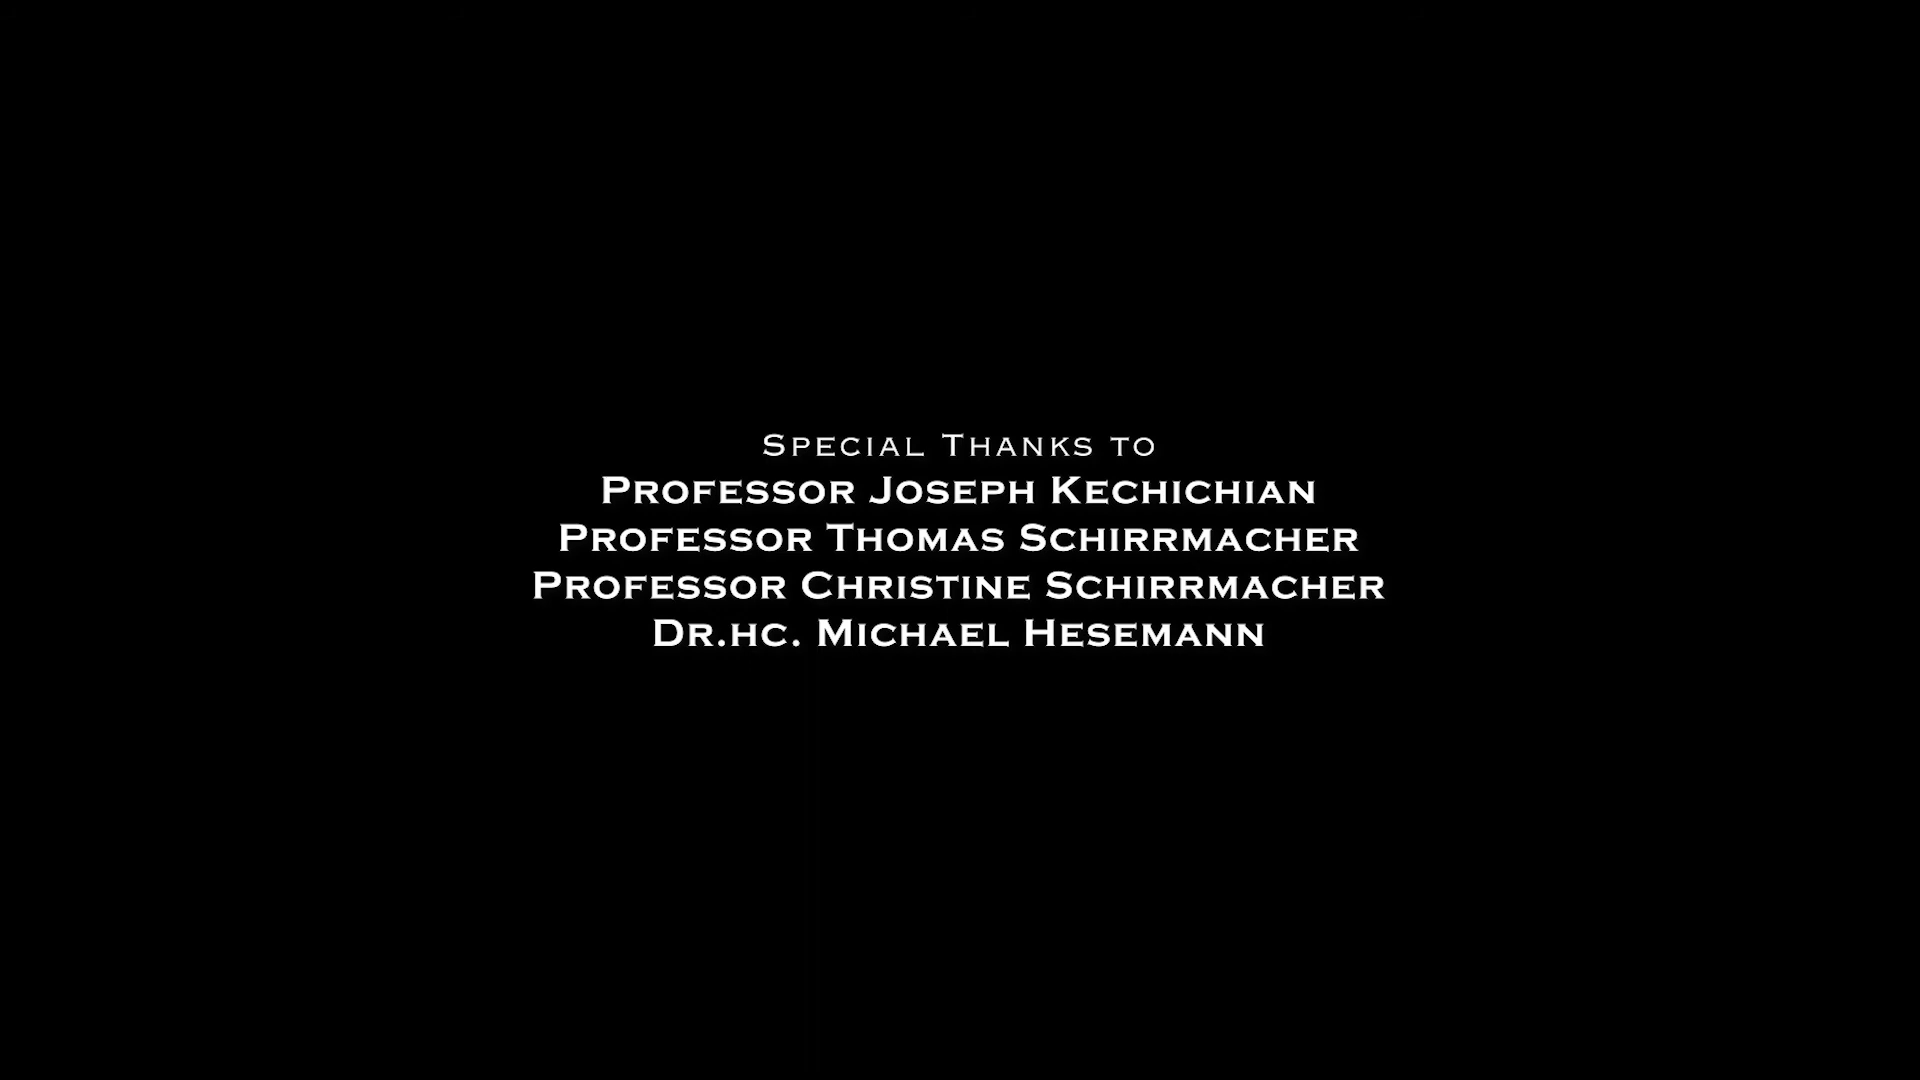 Special Thanks to
Professor Joseph Kechichian
Professor Thomas Schirrmacher
Professor Christine Schirrmacher
Dr.hc. Michael Hesemann